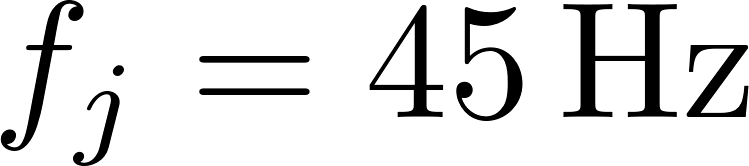 f_j = 45 Hz